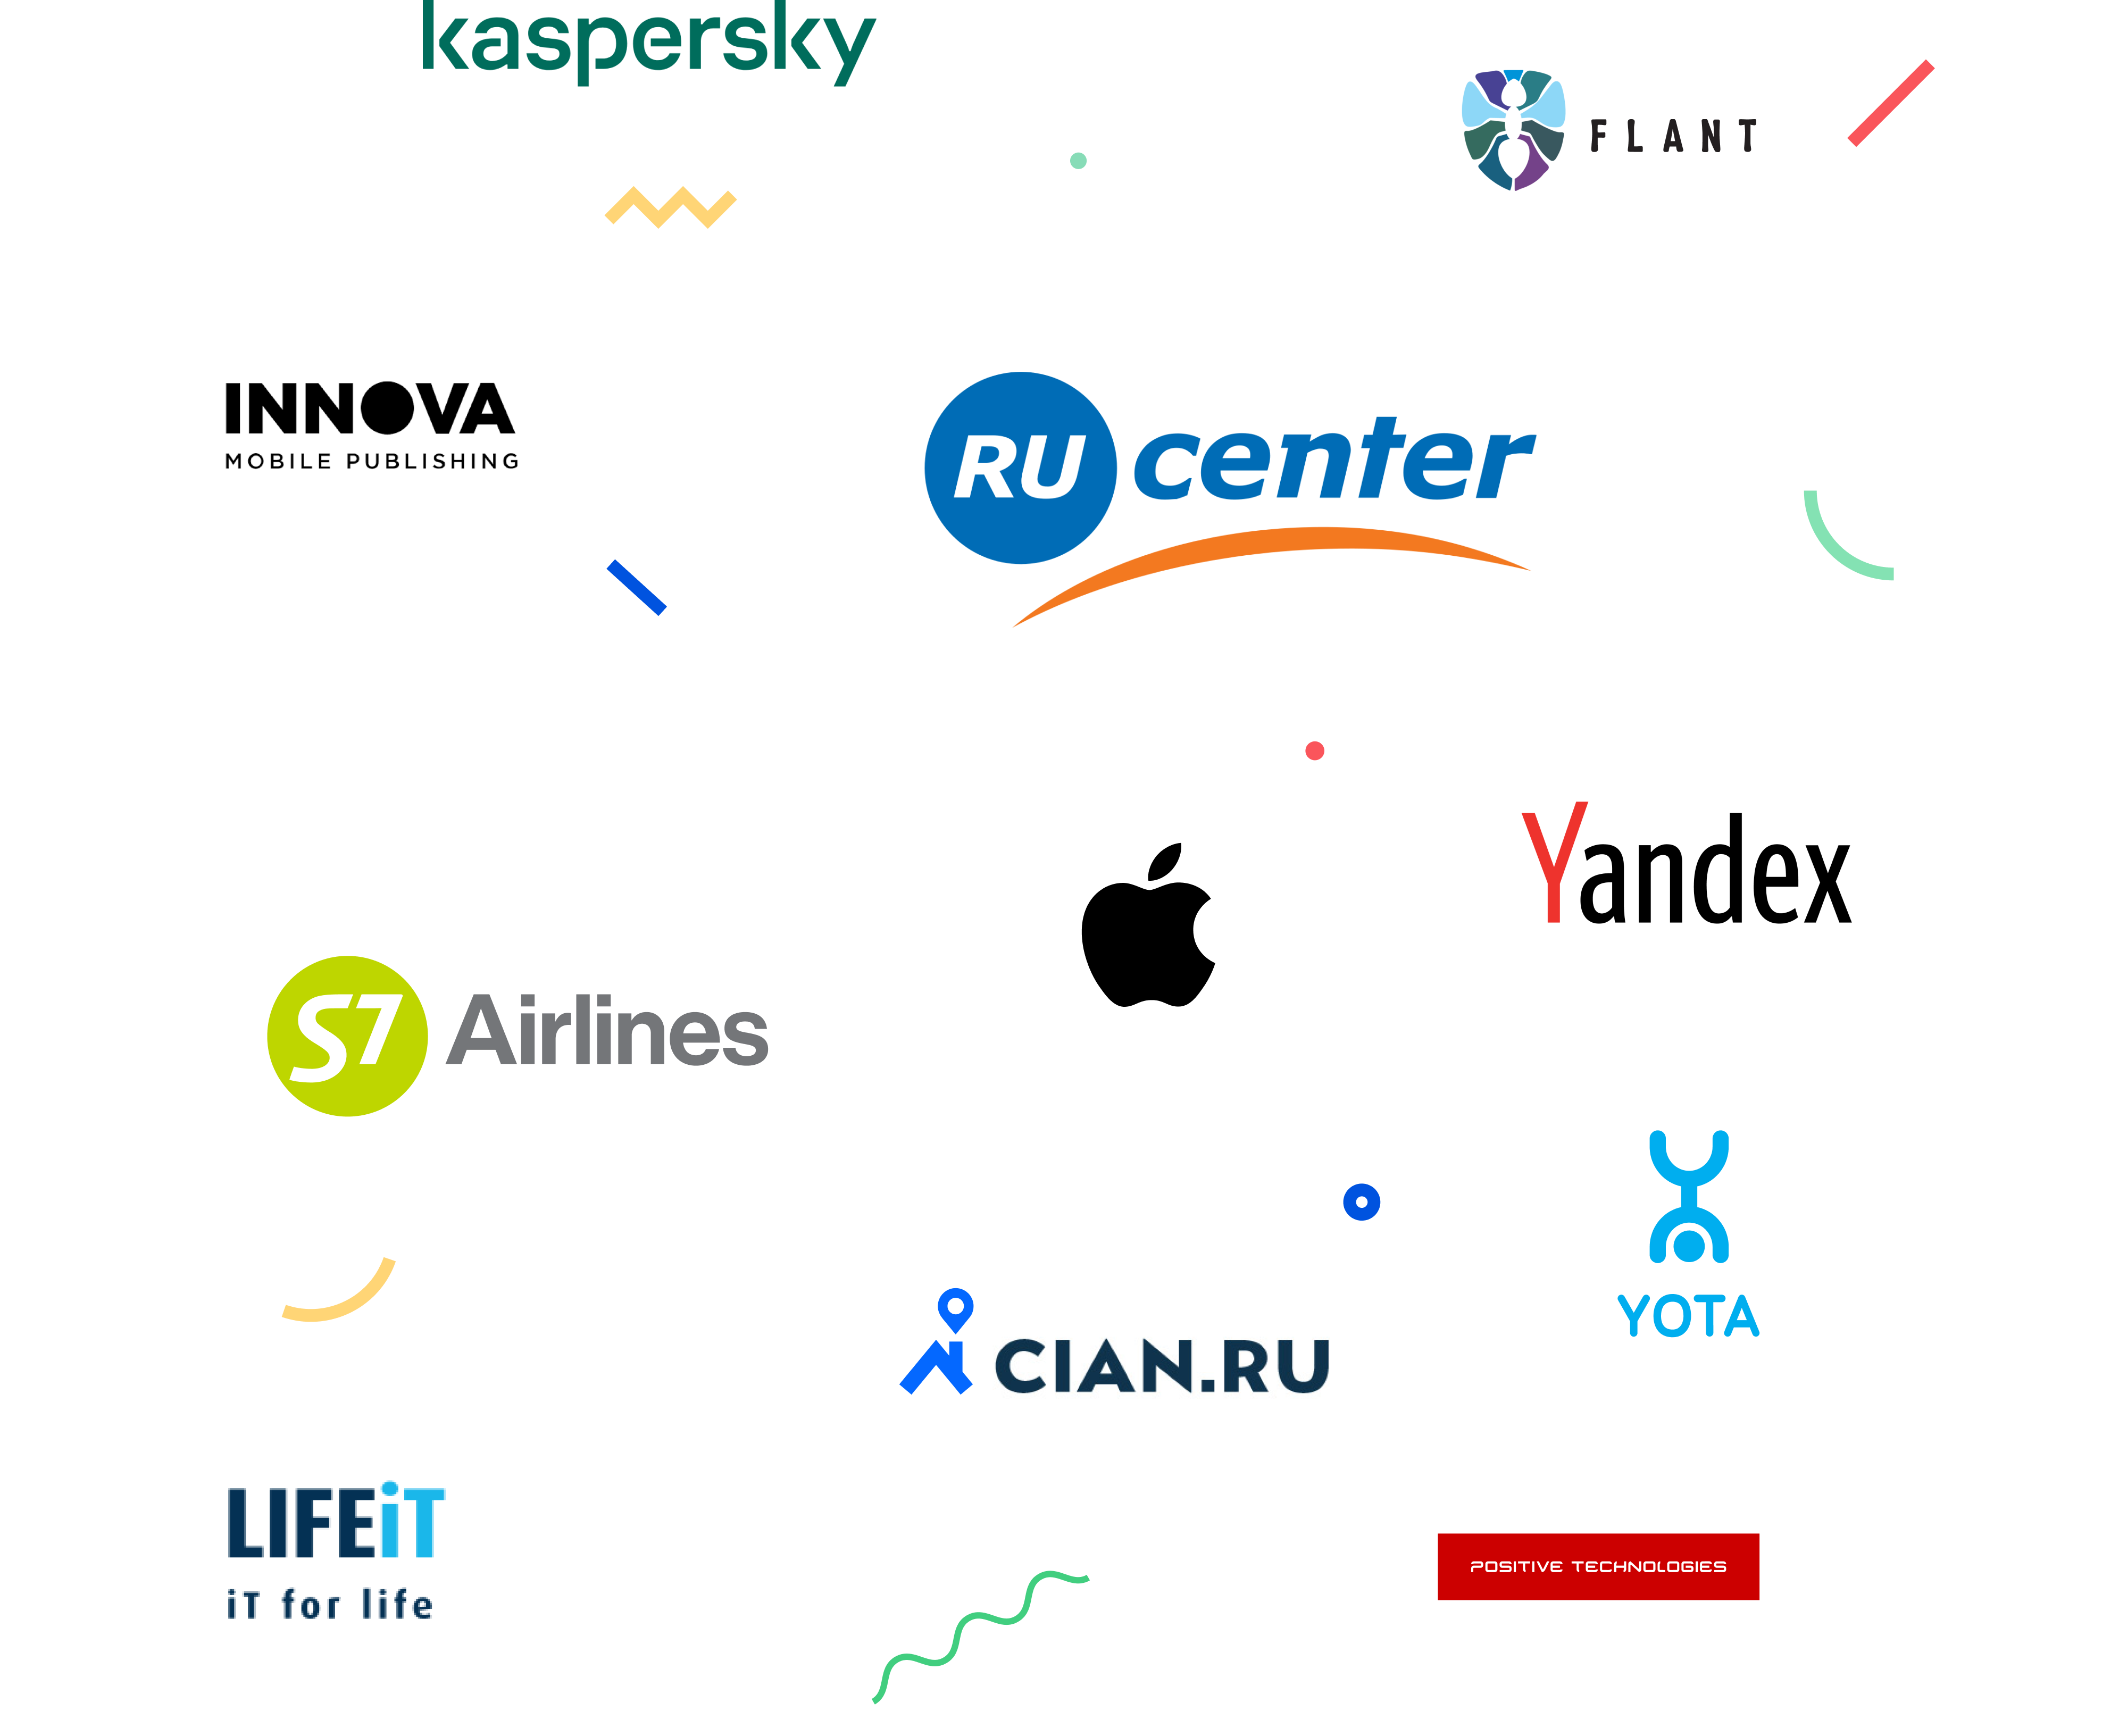 kaspersky
FLANT
INNOVA
MOBILE PUBLISHING
RU center
Yandex
S7 Airlines
YOTA
CIAN.RU
LIFEiT
iT for life
POSITIVE TECHNOLOGIES